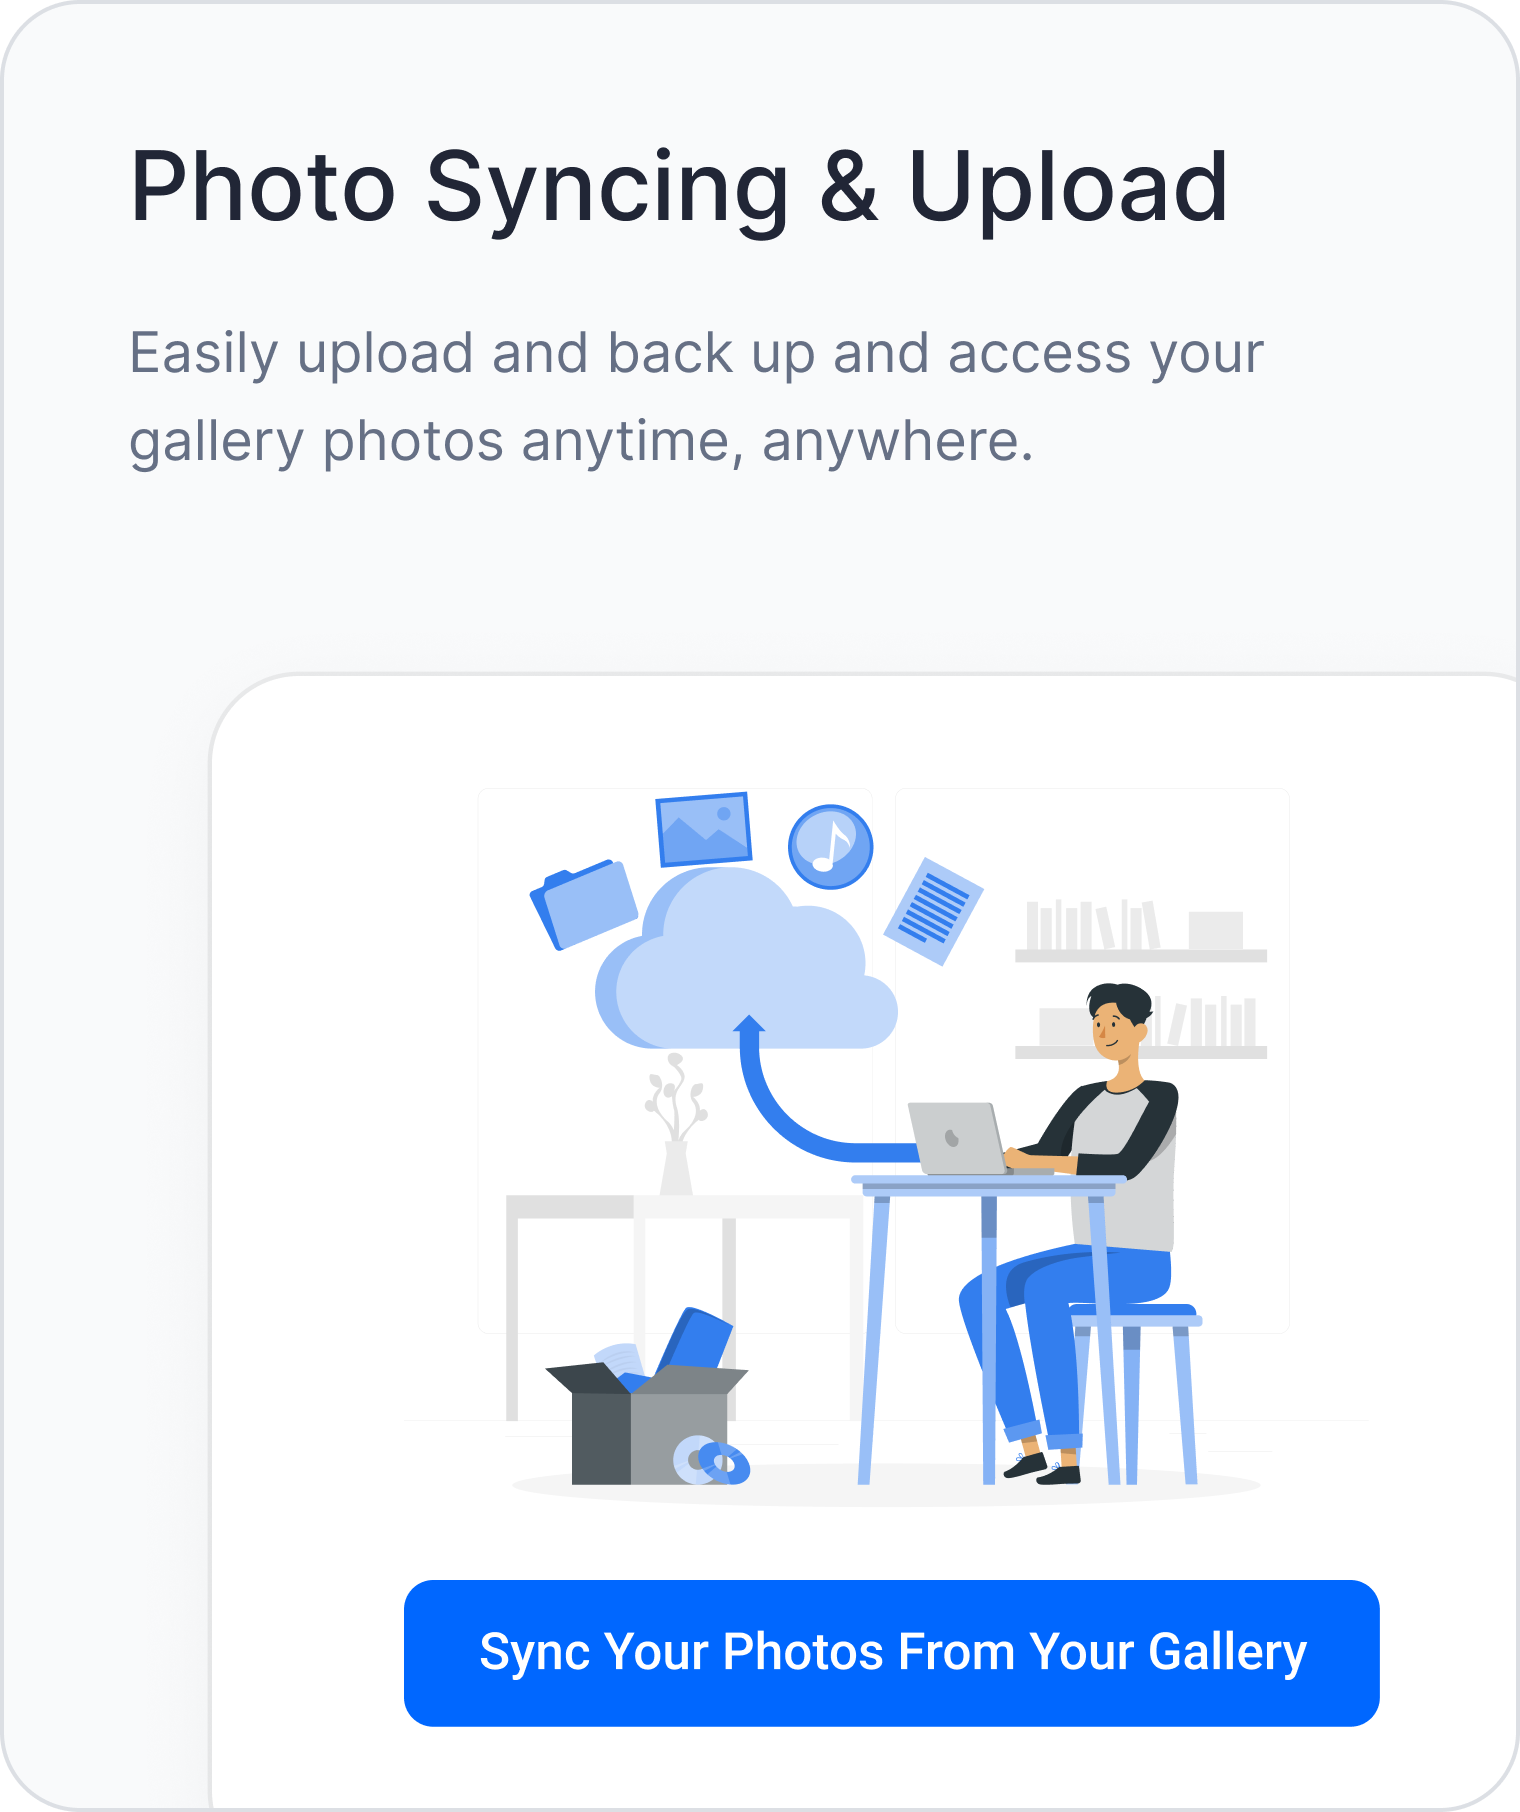 Photo Syncing & Upload
Easily upload and back up and access your
gallery photos anytime, anywhere.
Sync Your Photos From Your Gallery